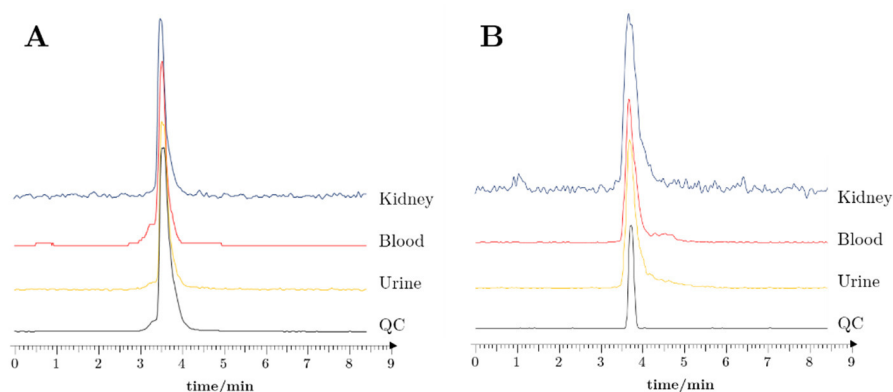 A
Kidney
Blood
Urine
QC
0 1 2 3 4 5 6 7 8 9
time/min
B
Kidney
Blood
Urine
QC
0 1 2 3 4 5 6 7 8 9
time/min